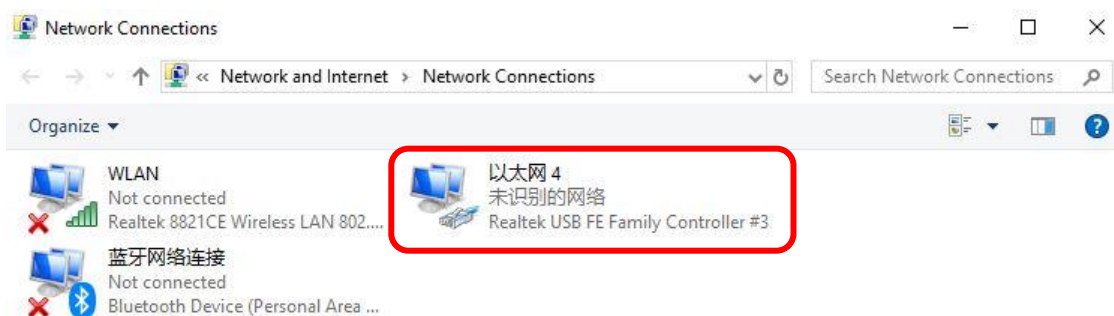 Network Connections
« Network and Internet › Network Connections
Search Network Connections
Organize
WLAN
Not connected
Realtek 8821CE Wireless LAN 802....
以太网 4
未识别的网络
Realtek USB FE Family Controller #3
蓝牙网络连接
Not connected
Bluetooth Device (Personal Area ...